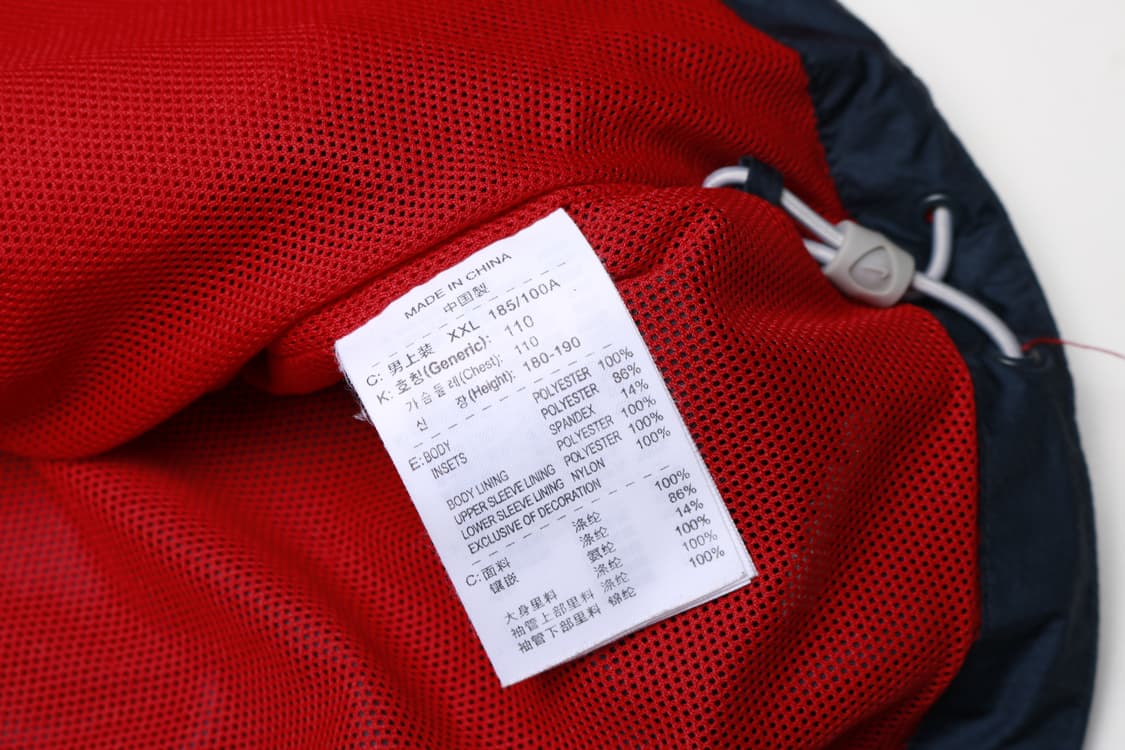 MADE IN CHINA
中国製
C: 男上装 XXL 185/100A
K: 호칭(Generic): 110
가슴둘레(Chest): 110
신 장(Height): 180-190
E: BODY POLYESTER 100%
INSETS POLYESTER 86%
SPANDEX 14%
BODY LINING POLYESTER 100%
UPPER SLEEVE LINING POLYESTER 100%
LOWER SLEEVE LINING NYLON 100%
EXCLUSIVE OF DECORATION
C: 面料 涤纶 100%
镶嵌 涤纶 86%
氨纶 14%
大身里料 涤纶 100%
袖管上部里料 涤纶 100%
袖管下部里料 锦纶 100%